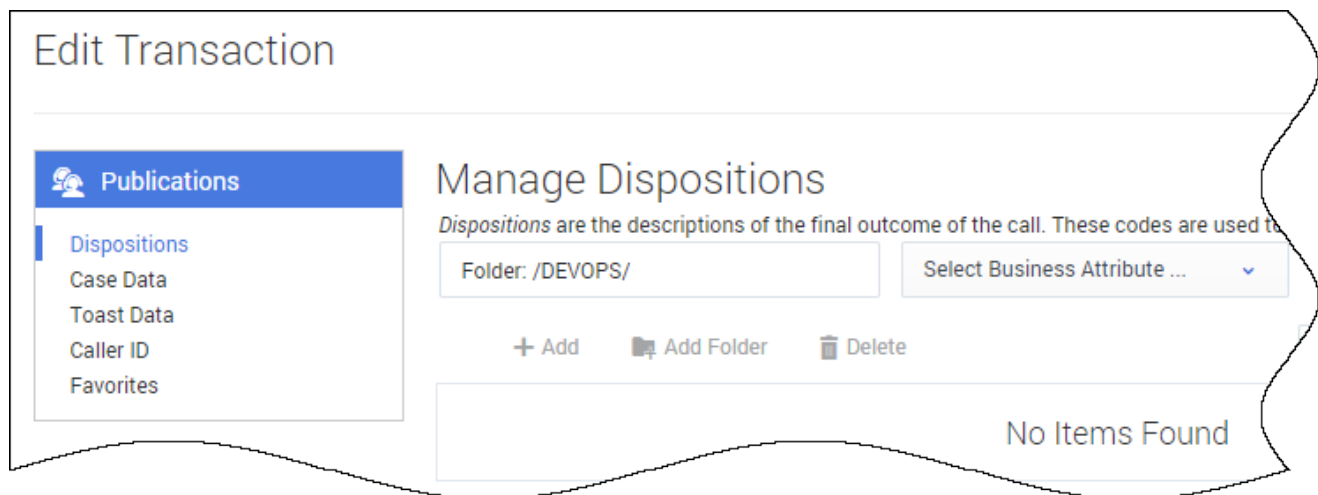 Edit Transaction
Publications
Dispositions
Case Data
Toast Data
Caller ID
Favorites
Manage Dispositions
Dispositions are the descriptions of the final outcome of the call. These codes are used to
Folder: /DEVOPS/
Select Business Attribute ...
+ Add Add Folder Delete
No Items Found